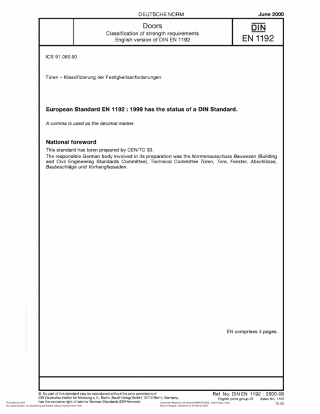 DEUTSCHE NORM
June 2000
Doors
Classification of strength requirements
English version of DIN EN 1192
DIN
EN 1192
ICS 91.060.50
Türen – Klassifizierung der Festigkeitsanforderungen
European Standard EN 1192 : 1999 has the status of a DIN Standard.
A comma is used as the decimal marker.
National foreword
This standard has been prepared by CEN/TC 33.
The responsible German body involved in its preparation was the Normenausschuss Bauwesen (Building
and Civil Engineering Standards Committee), Technical Committee Türen, Tore, Fenster, Abschlüsse,
Baubeschläge und Vorhangfassaden.
EN comprises 4 pages.
© No part of this standard may be reproduced without the prior permission of
DIN Deutsches Institut für Normung e.V., Berlin. Beuth Verlag GmbH, 10772 Berlin,
has the exclusive right of sale for German Standards (DIN-Normen).
Ref. No. DIN EN 1192 : 2000-06
English price group 05 Sales No. 1105